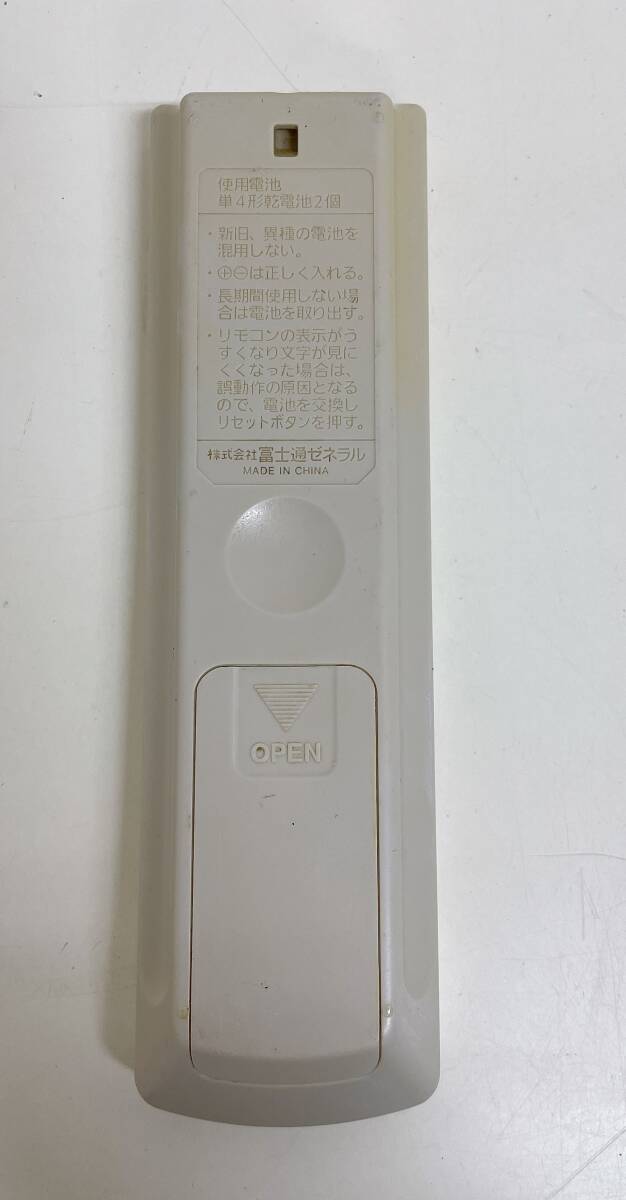 使用電池
単4形乾電池2個
・新旧、異種の電池を
混用しない。
・⊕⊖は正しく入れる。
・長期間使用しない場
合は電池を取り出す。
・リモコンの表示がう
すくなり文字が見に
くくなった場合は、
誤動作の原因となる
ので、電池を交換し
リセットボタンを押す。
株式会社富士通ゼネラル
MADE IN CHINA
OPEN